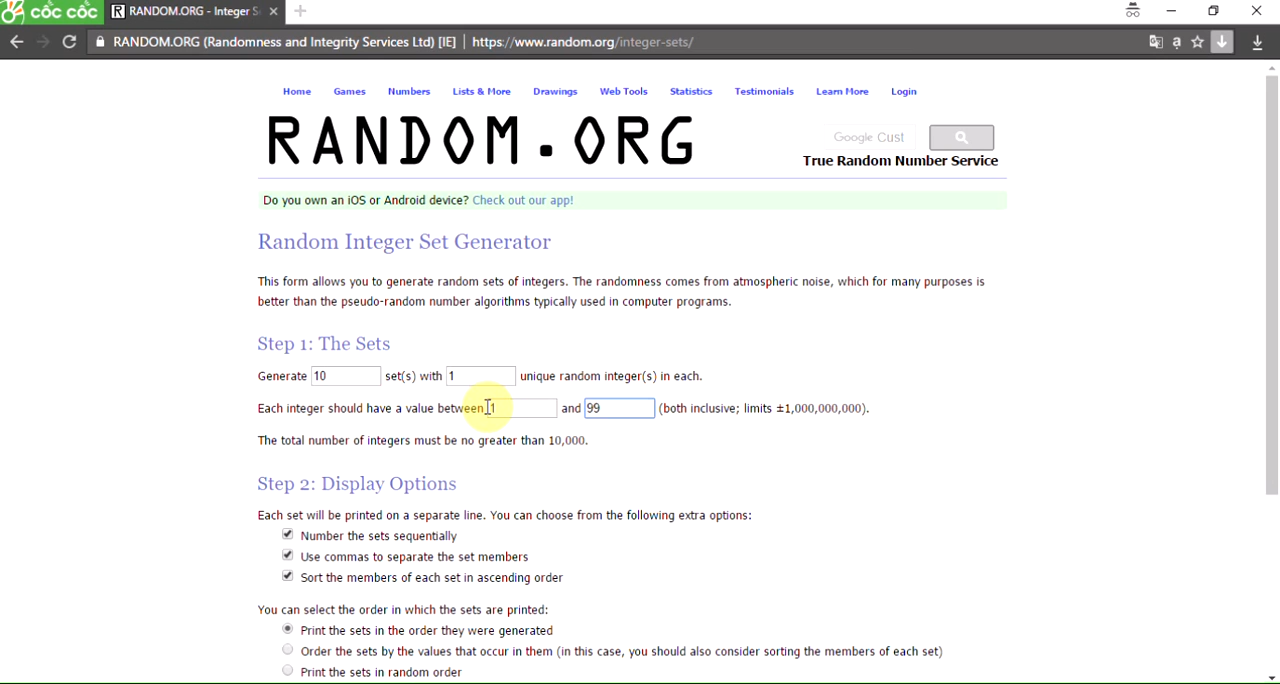 cốc cốc RANDOM.ORG - Integer S
RANDOM.ORG (Randomness and Integrity Services Ltd) [IE] | https://www.random.org/integer-sets/
Home Games Numbers Lists & More Drawings Web Tools Statistics Testimonials Learn More Login
RANDOM.ORG
Google Cust
True Random Number Service
Do you own an iOS or Android device? Check out our app!
Random Integer Set Generator
This form allows you to generate random sets of integers. The randomness comes from atmospheric noise, which for many purposes is
better than the pseudo-random number algorithms typically used in computer programs.
Step 1: The Sets
Generate 10 set(s) with 1 unique random integer(s) in each.
Each integer should have a value between 1 and 99 (both inclusive; limits ±1,000,000,000).
The total number of integers must be no greater than 10,000.
Step 2: Display Options
Each set will be printed on a separate line. You can choose from the following extra options:
Number the sets sequentially
Use commas to separate the set members
Sort the members of each set in ascending order
You can select the order in which the sets are printed:
Print the sets in the order they were generated
Order the sets by the values that occur in them (in this case, you should also consider sorting the members of each set)
Print the sets in random order